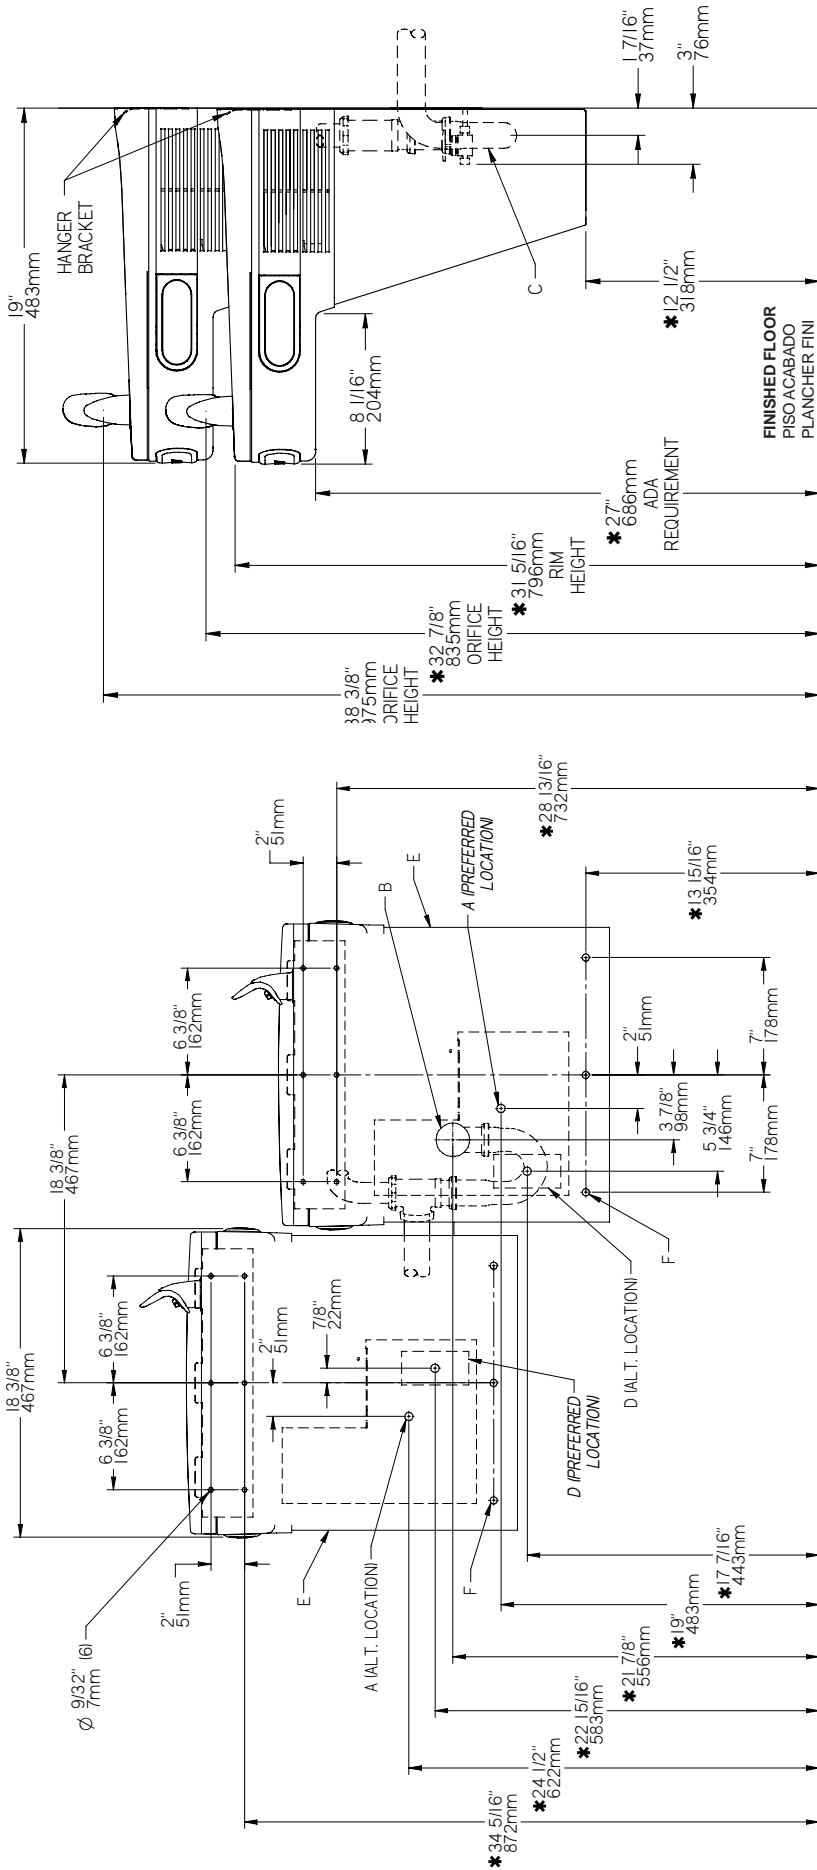 19"
483mm
HANGER
BRACKET
1 7/16"
37mm
3"
76mm
C
8 1/16"
204mm
✱12 1/2"
318mm
FINISHED FLOOR
PISO ACABADO
PLANCHER FINI
✱27"
686mm
ADA
REQUIREMENT
✱31 5/16"
796mm
RIM
HEIGHT
✱32 7/8"
835mm
ORIFICE
HEIGHT
38 3/8"
975mm
ORIFICE
HEIGHT
✱28 13/16"
732mm
2"
51mm
B
A (PREFERRED
LOCATION)
E
✱13 15/16"
354mm
6 3/8"
162mm
6 3/8"
162mm
18 3/8"
467mm
2"
51mm
3 7/8"
98mm
5 3/4"
146mm
7"
178mm
7"
178mm
F
D (ALT. LOCATION)
18 3/8"
467mm
6 3/8"
162mm
6 3/8"
162mm
2"
51mm
7/8"
22mm
D (PREFERRED
LOCATION)
2"
51mm
Ø 9/32" (6)
7mm
E
A (ALT. LOCATION)
F
✱17 7/16"
443mm
✱19"
483mm
✱21 7/8"
556mm
✱22 15/16"
583mm
✱24 1/2"
622mm
✱34 5/16"
872mm